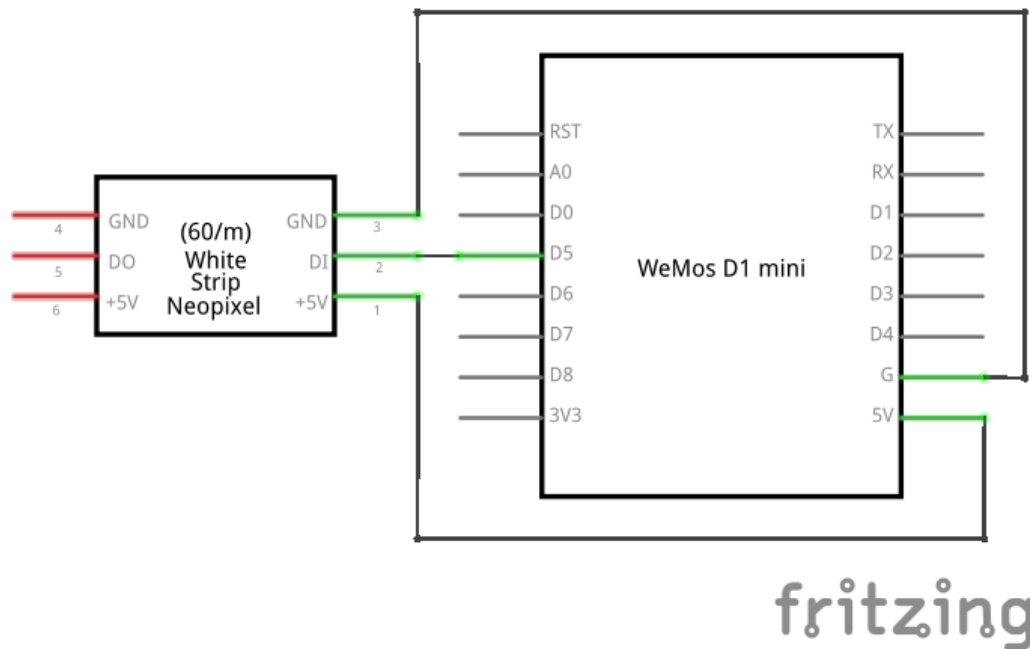 GND
DO
+5V
4
5
6
(60/m)
White
Strip
Neopixel
GND
DI
+5V
3
2
1
RST
A0
D0
D5
D6
D7
D8
3V3
WeMos D1 mini
TX
RX
D1
D2
D3
D4
G
5V
fritzing